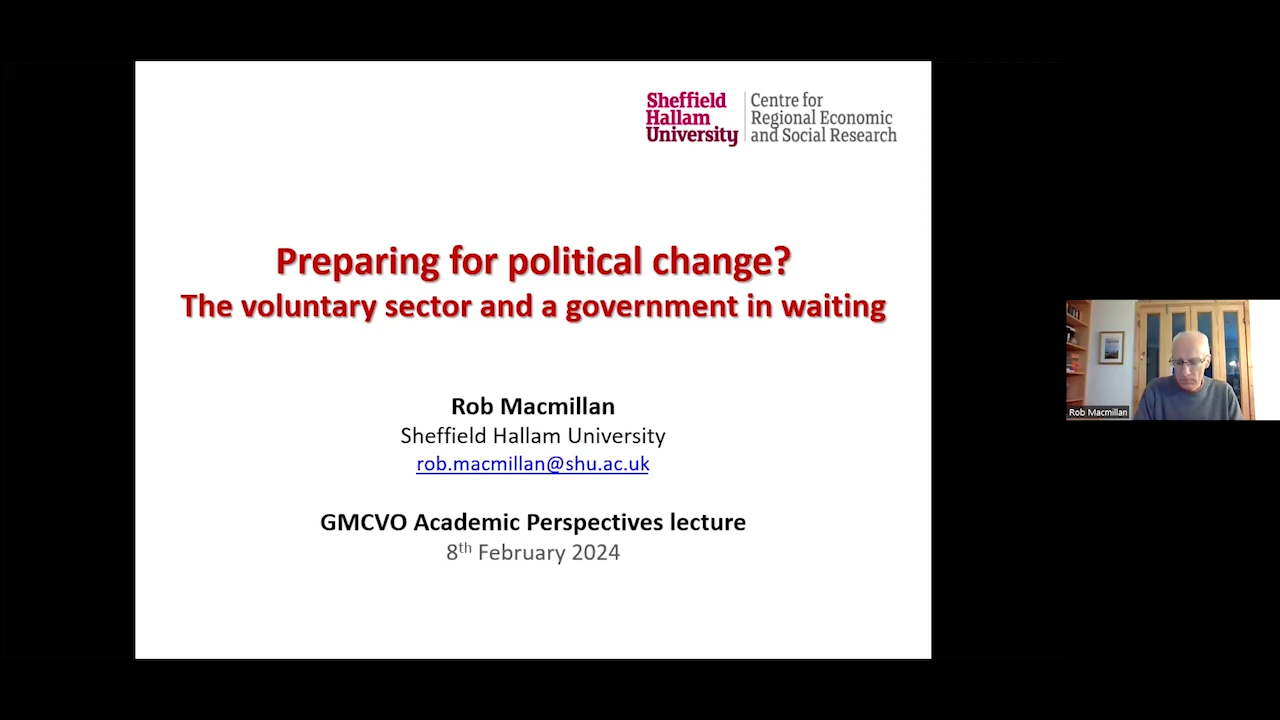 Sheffield
Hallam
University
Centre for
Regional Economic
and Social Research
Preparing for political change?
The voluntary sector and a government in waiting
Rob Macmillan
Sheffield Hallam University
rob.macmillan@shu.ac.uk
GMCVO Academic Perspectives lecture
8th February 2024
Rob Macmillan